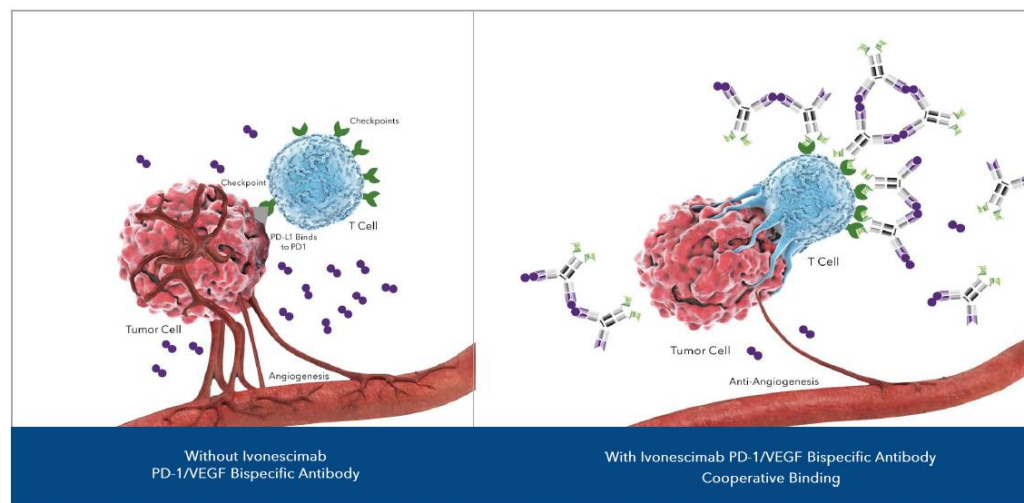 Checkpoints
Checkpoint
T Cell
PD-L1 Binds
to PD1
Tumor Cell
Angiogenesis
Without Ivonescimab
PD-1/VEGF Bispecific Antibody
T Cell
Tumor Cell
Anti-Angiogenesis
With Ivonescimab PD-1/VEGF Bispecific Antibody
Cooperative Binding